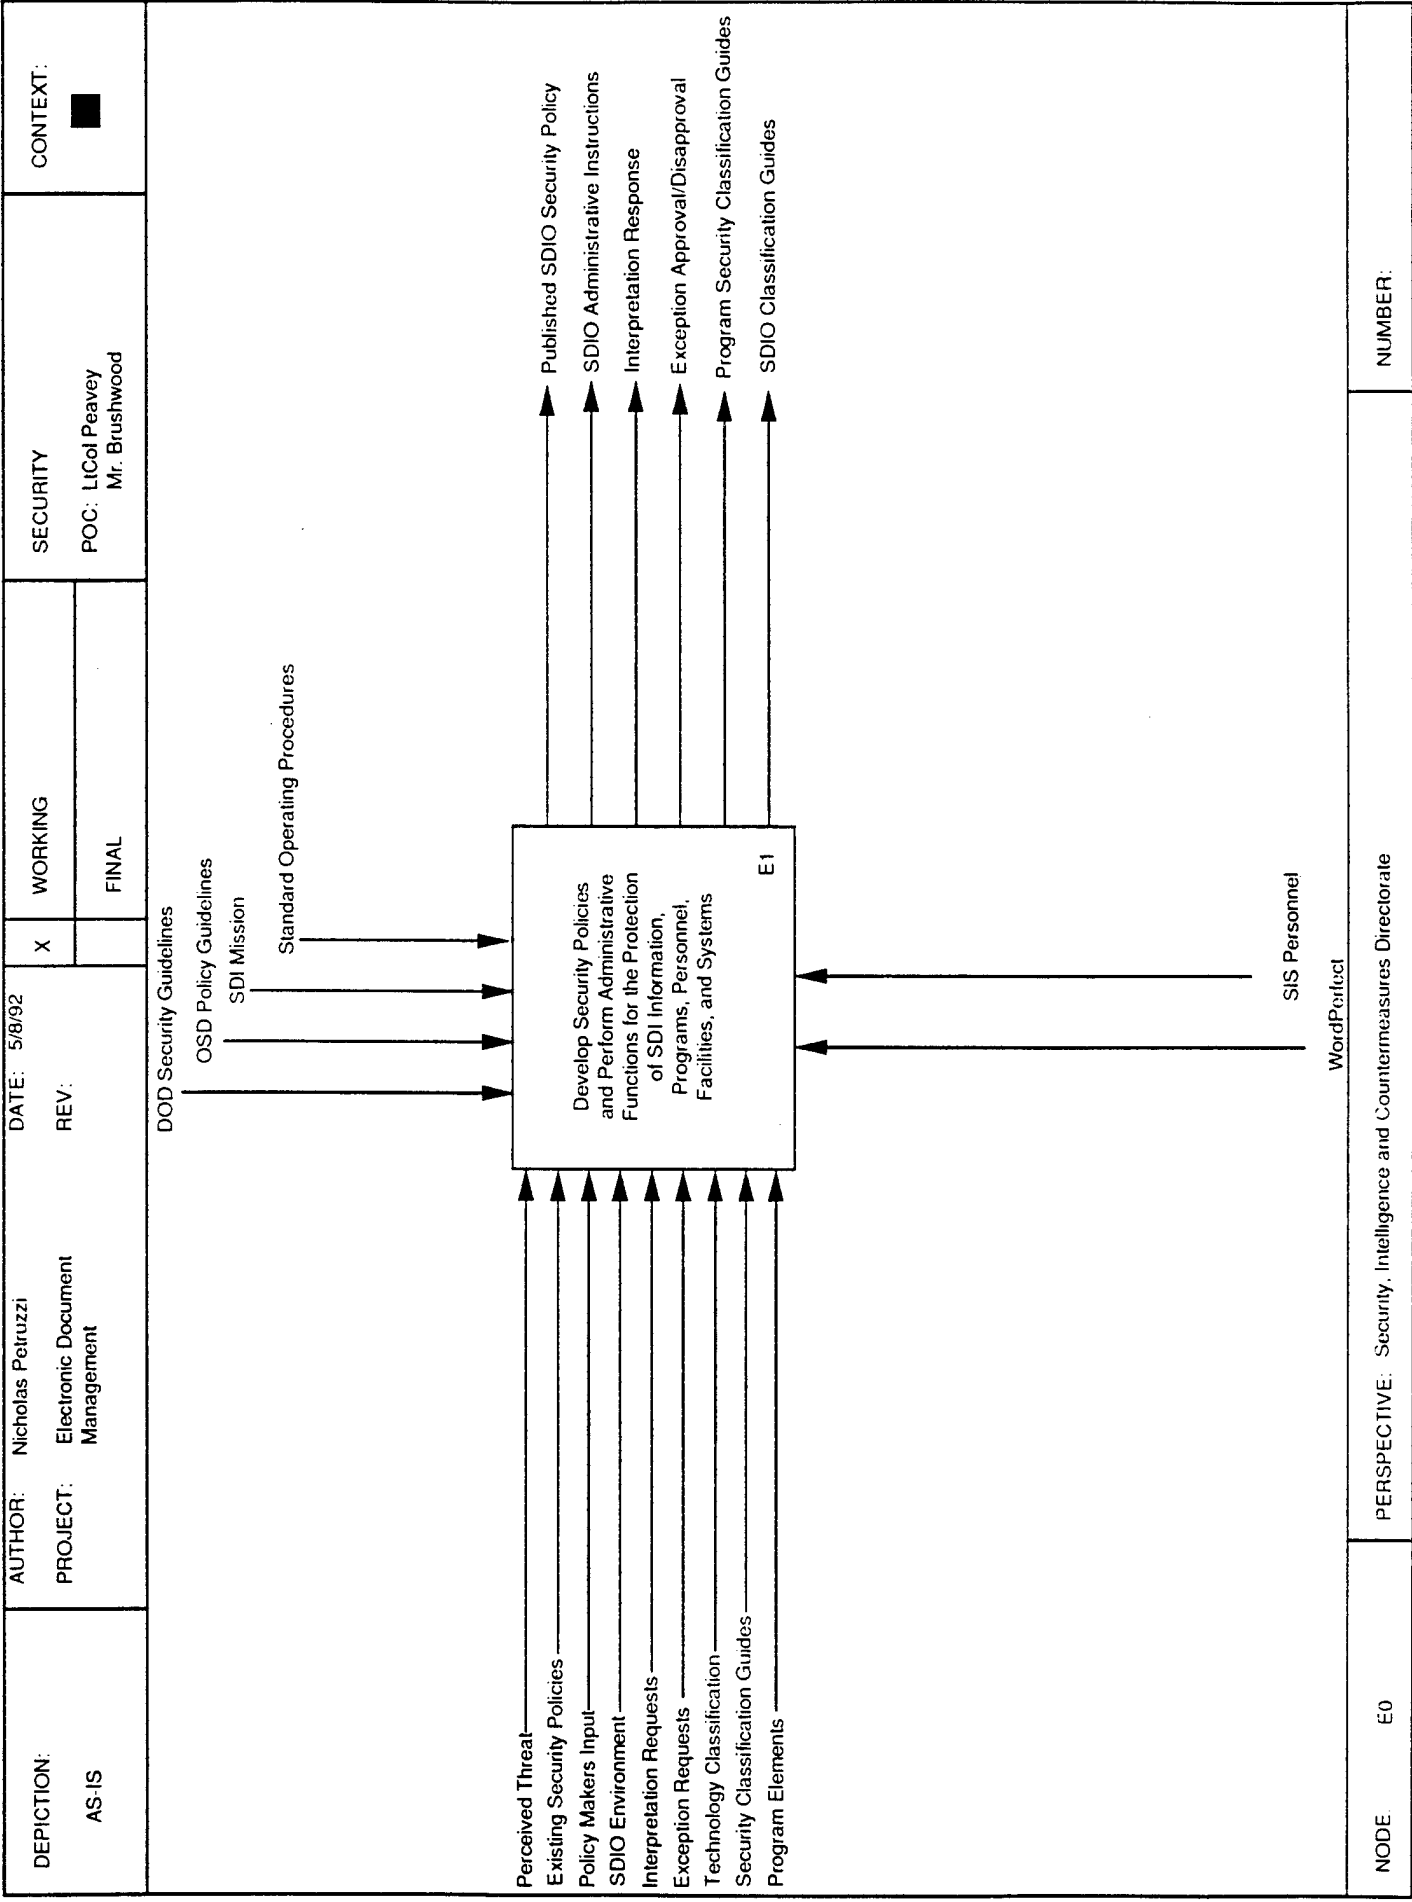 DEPICTION:
AS-IS
AUTHOR: Nicholas Petruzzi
PROJECT: Electronic Document
Management
DATE: 5/8/92
REV:
X
WORKING
FINAL
SECURITY
POC: LtCol Peavey
Mr. Brushwood
CONTEXT:
DOD Security Guidelines
OSD Policy Guidelines
SDI Mission
Standard Operating Procedures
Perceived Threat
Existing Security Policies
Policy Makers Input
SDIO Environment
Interpretation Requests
Exception Requests
Technology Classification
Security Classification Guides
Program Elements
Develop Security Policies
and Perform Administrative
Functions for the Protection
of SDI Information,
Programs, Personnel,
Facilities, and Systems
E1
Published SDIO Security Policy
SDIO Administrative Instructions
Interpretation Response
Exception Approval/Disapproval
Program Security Classification Guides
SDIO Classification Guides
SIS Personnel
WordPerfect
NODE: E0
PERSPECTIVE: Security, Intelligence and Countermeasures Directorate
NUMBER: